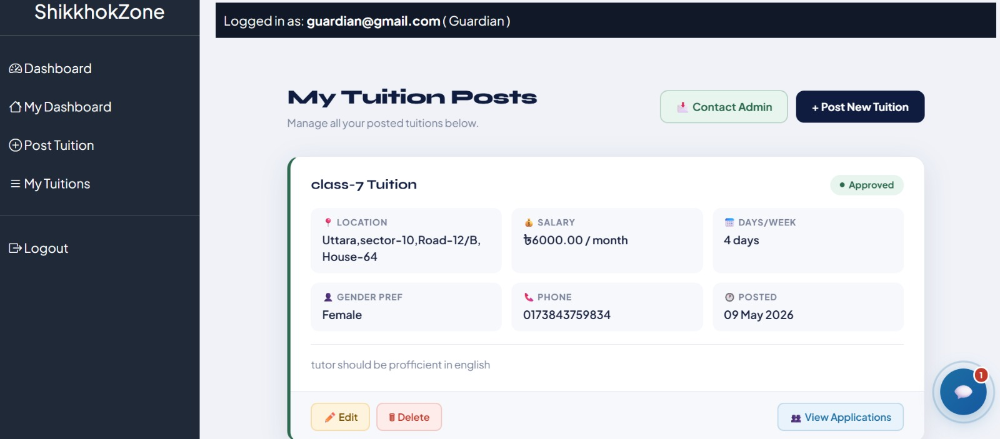 ShikkhokZone
Dashboard
My Dashboard
Post Tuition
My Tuitions
Logout
Logged in as: guardian@gmail.com ( Guardian )
My Tuition Posts
Manage all your posted tuitions below.
Contact Admin
+ Post New Tuition
class-7 Tuition
Approved
LOCATION
Uttara,sector-10,Road-12/B,
House-64
SALARY
৳6000.00 / month
DAYS/WEEK
4 days
GENDER PREF
Female
PHONE
0173843759834
POSTED
09 May 2026
tutor should be profficient in english
Edit
Delete
View Applications
1